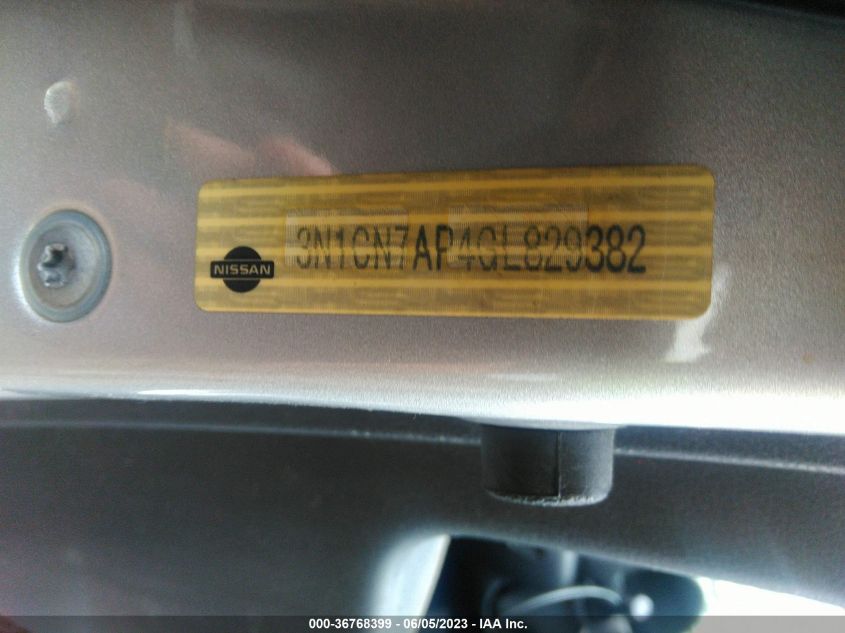 NISSAN
3N1CN7AP4GL829382
000-36768399 - 06/05/2023 - IAA Inc.